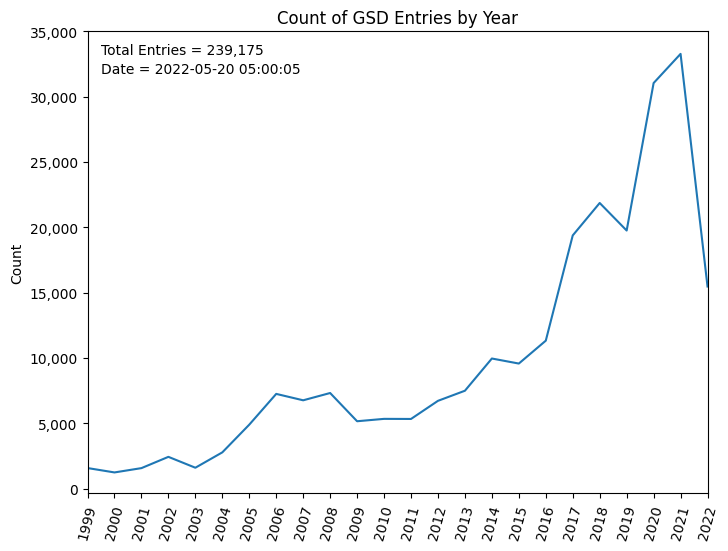 Count of GSD Entries by Year
Total Entries = 239,175
Date = 2022-05-20 05:00:05
Count
35,000
30,000
25,000
20,000
15,000
10,000
5,000
0
1999 2000 2001 2002 2003 2004 2005 2006 2007 2008 2009 2010 2011 2012 2013 2014 2015 2016 2017 2018 2019 2020 2021 2022